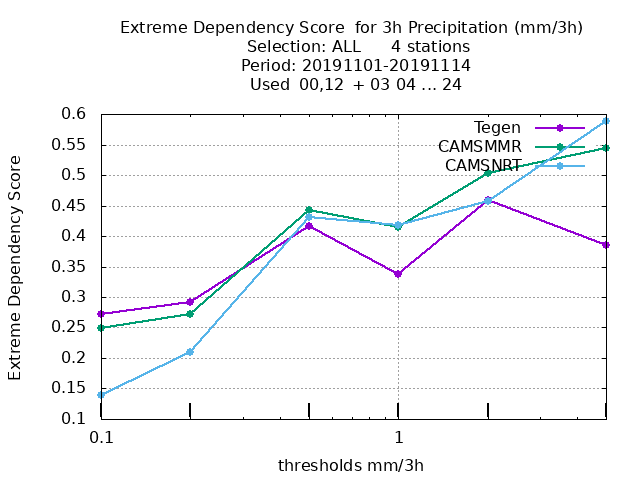 Extreme Dependency Score  for 3h Precipitation (mm/3h)
Selection: ALL      4 stations
Period: 20191101-20191114
Used  00,12  + 03 04 ... 24
Extreme Dependency Score
0.6
0.55
0.5
0.45
0.4
0.35
0.3
0.25
0.2
0.15
0.1
Tegen
CAMSMMR
CAMSNRT
0.1
1
thresholds mm/3h